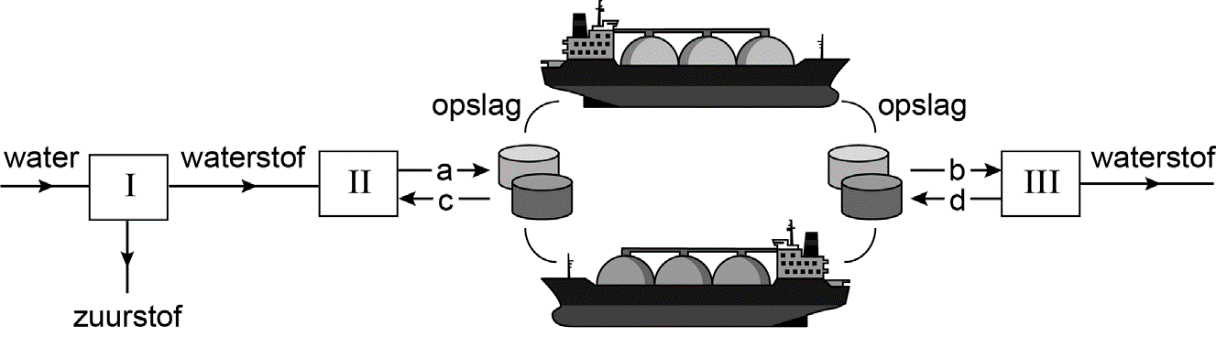 opslag
opslag
water
I
waterstof
II
a
c
b
d
III
waterstof
zuurstof